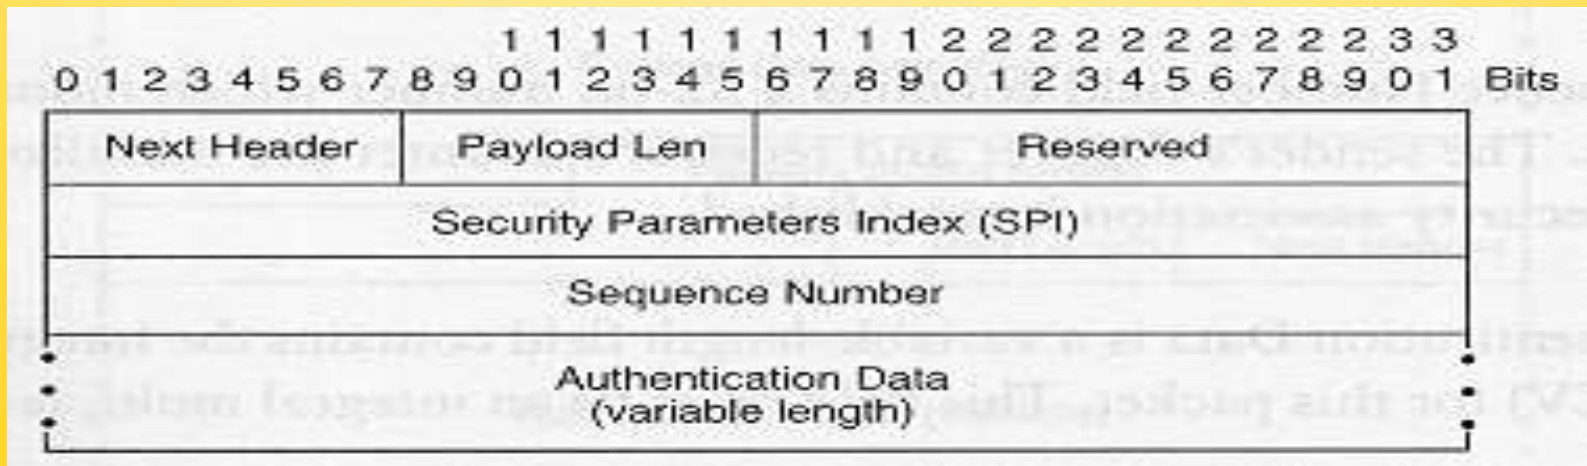 1 1 1 1 1 1 1 1 1 1 2 2 2 2 2 2 2 2 2 2 3 3
0 1 2 3 4 5 6 7 8 9 0 1 2 3 4 5 6 7 8 9 0 1 2 3 4 5 6 7 8 9 0 1 Bits
Next Header Payload Len Reserved
Security Parameters Index (SPI)
Sequence Number
Authentication Data
(variable length)